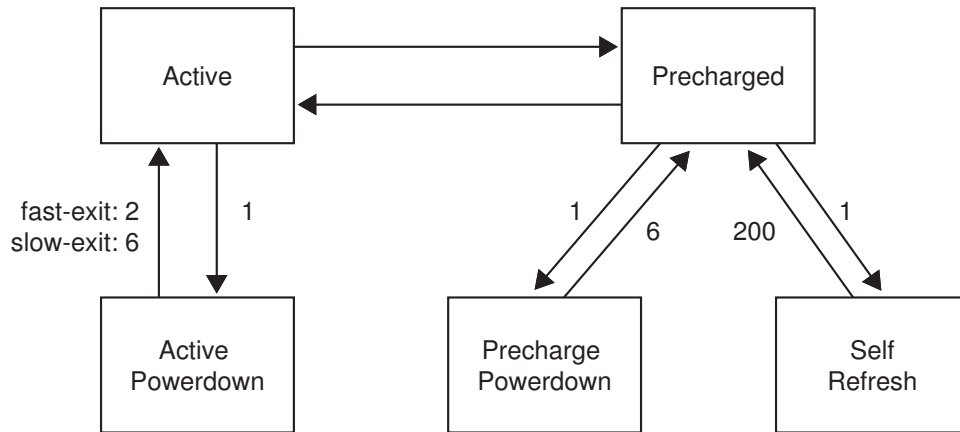 Active
Precharged
fast-exit: 2
slow-exit: 6
1
1
6
200
1
Active
Powerdown
Precharge
Powerdown
Self
Refresh